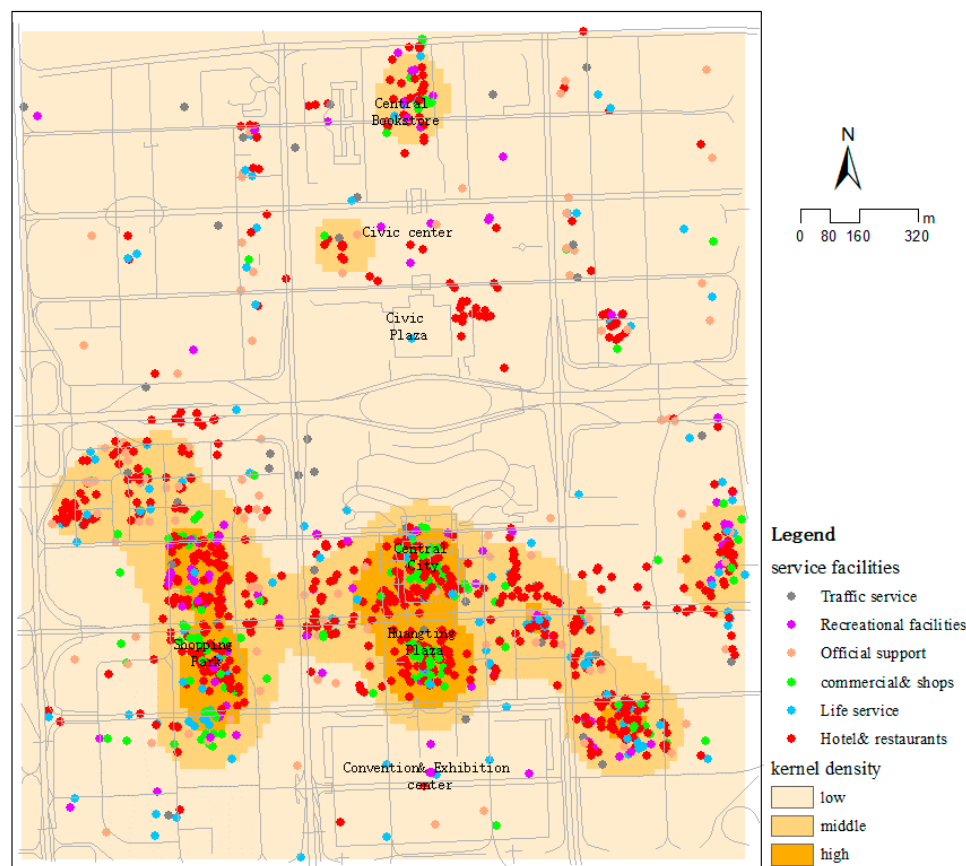 Central
Bookstore
Civic center
Civic
Plaza
Central
City
Huangting
Plaza
Shopping
Park
Convention& Exhibition
center
N
m
0 80 160 320
Legend
service facilities
Traffic service
Recreational facilities
Official support
commercial& shops
Life service
Hotel& restaurants
kernel density
low
middle
high